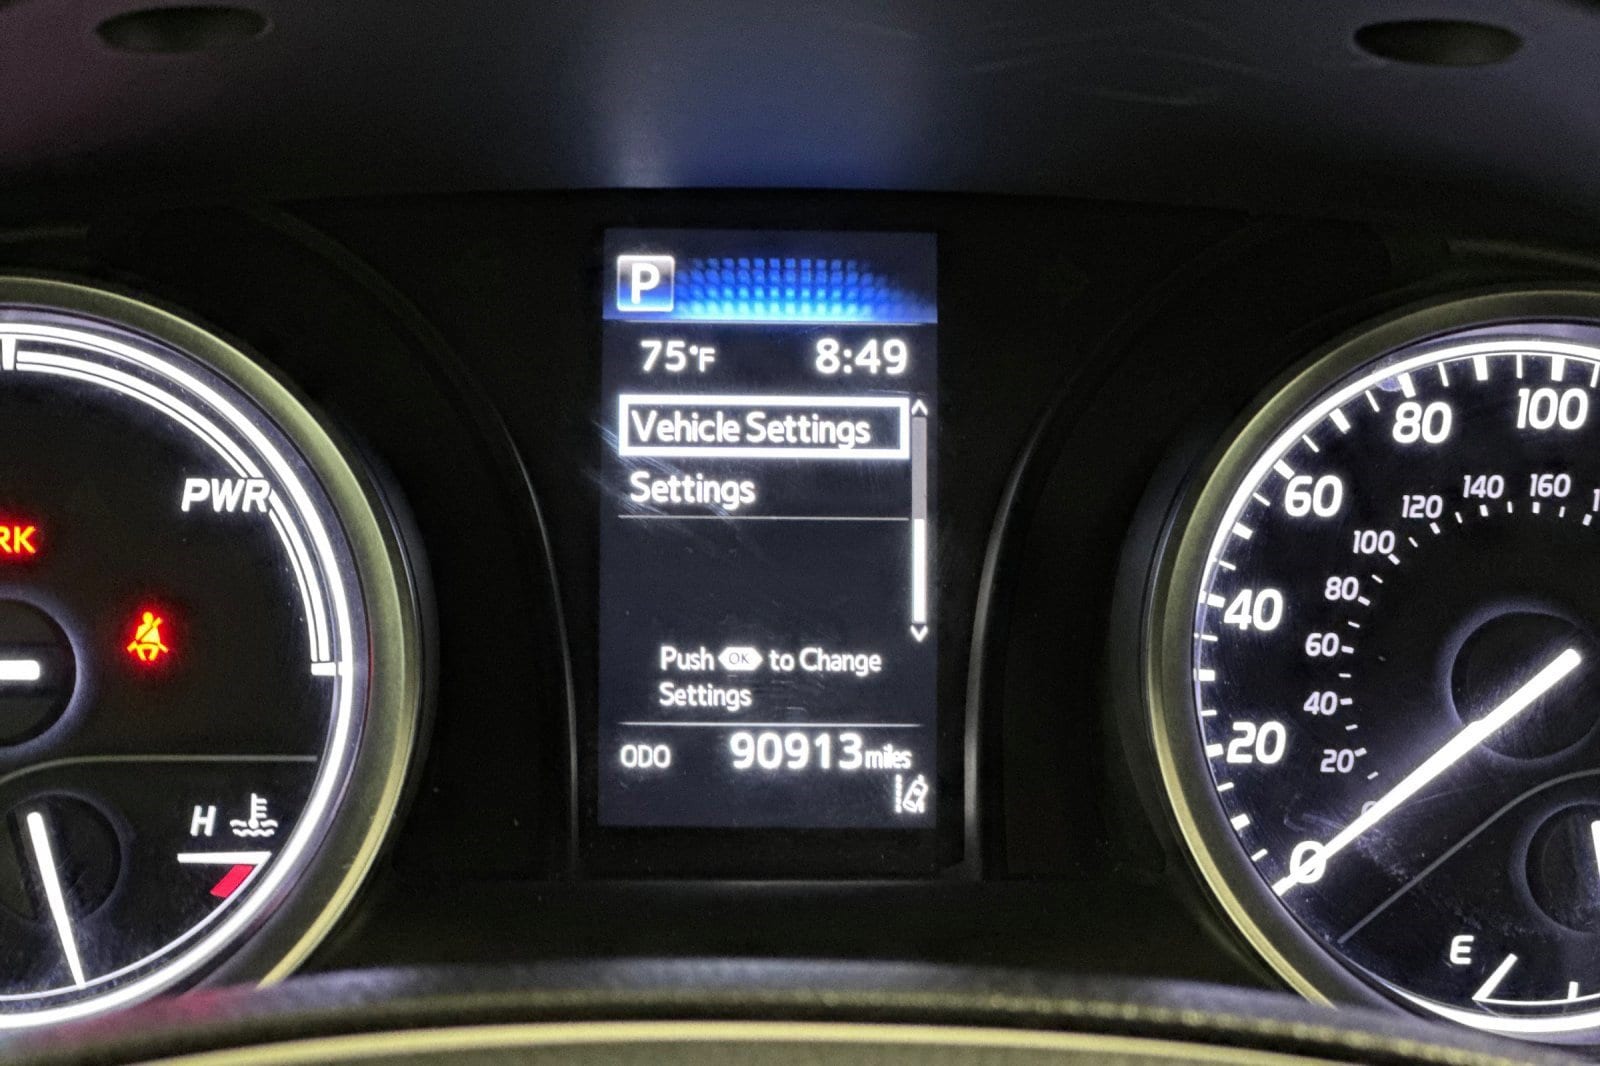 P
75°F 8:49
Vehicle Settings
Settings
Push OK to Change
Settings
ODO 90913 miles
PWR
RK
H
80 100
60
40
20
0
120 140 160
100
80
60
40
20
0
E